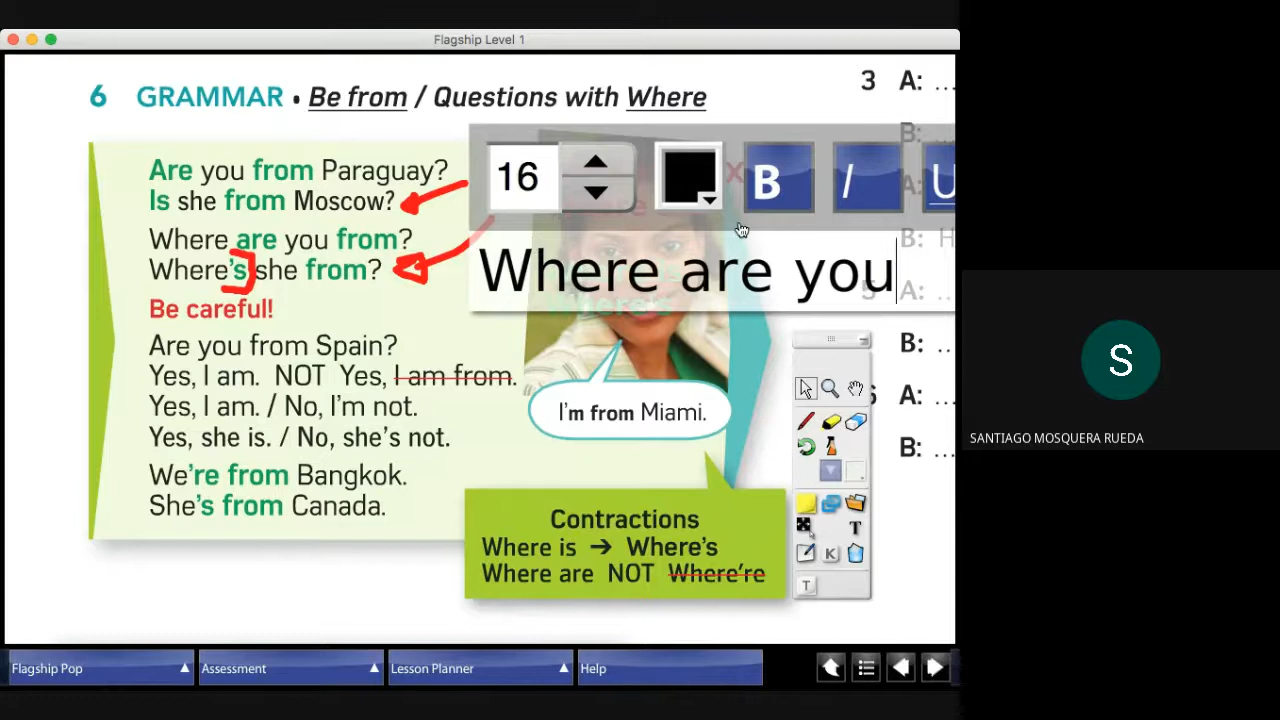 Flagship Level 1
6 GRAMMAR • Be from / Questions with Where
Are you from Paraguay?
Is she from Moscow?
Where are you from?
Where's she from?
Be careful!
Are you from Spain?
Yes, I am. NOT Yes, I am from.
Yes, I am. / No, I'm not.
Yes, she is. / No, she's not.
We're from Bangkok.
She's from Canada.
16
B I U
Where are you
Where's
I'm from Miami.
Contractions
Where is ➔ Where's
Where are NOT Where're
3 A: ...
B:
A:
B: H
5 A: ...
B: ..
6 A: ...
B: ..
T
K
T
S
SANTIAGO MOSQUERA RUEDA
Flagship Pop
Assessment
Lesson Planner
Help